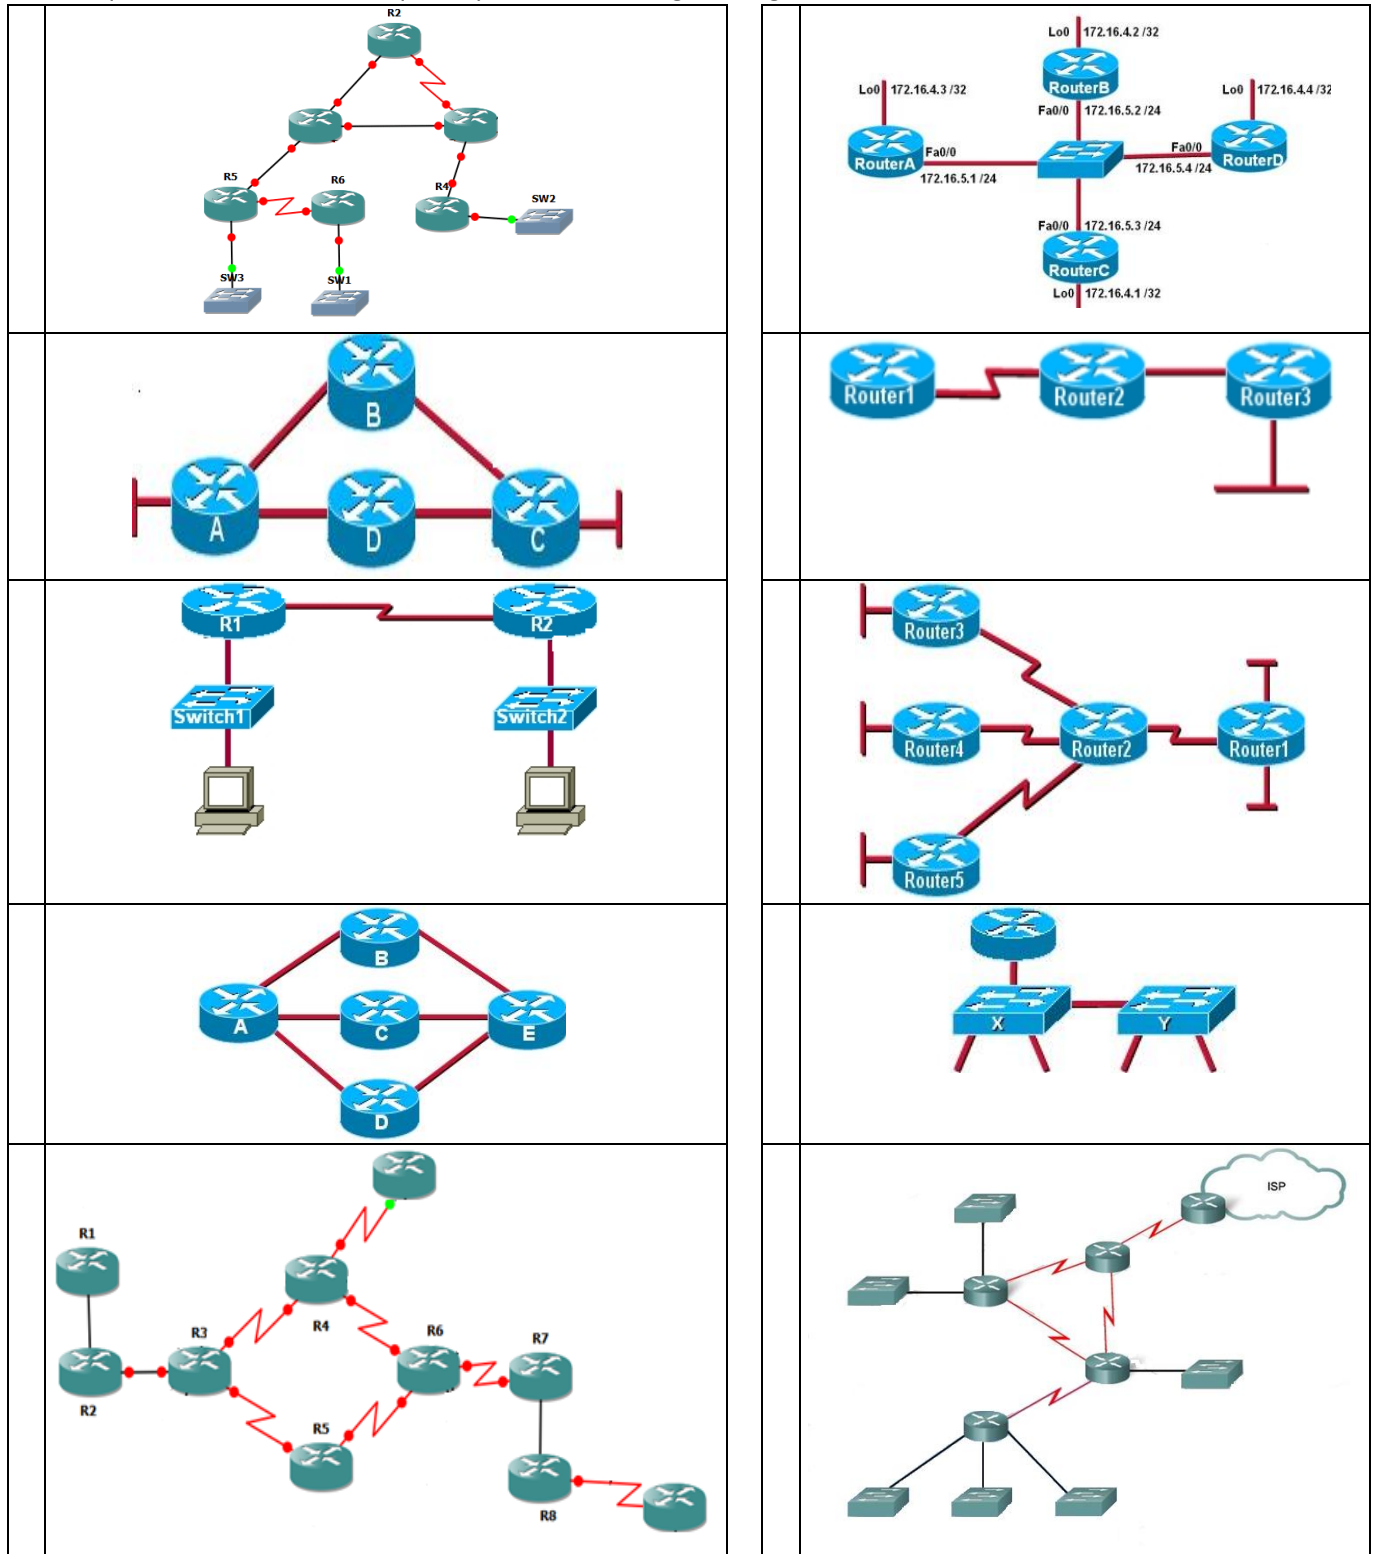 R2
R5
R6
R4
SW2
SW3
SW1
Lo0 172.16.4.2 /32
RouterB
Lo0 172.16.4.3 /32
Lo0 172.16.4.4 /32
Fa0/0 172.16.5.2 /24
RouterA
Fa0/0
172.16.5.1 /24
Fa0/0
RouterD
172.16.5.4 /24
Fa0/0 172.16.5.3 /24
RouterC
Lo0 172.16.4.1 /32
B
A
D
C
Router1
Router2
Router3
R1
R2
Switch1
Switch2
Router3
Router4
Router2
Router1
Router5
B
A
C
E
D
X
Y
R1
R4
R3
R6
R7
R2
R5
R8
ISP